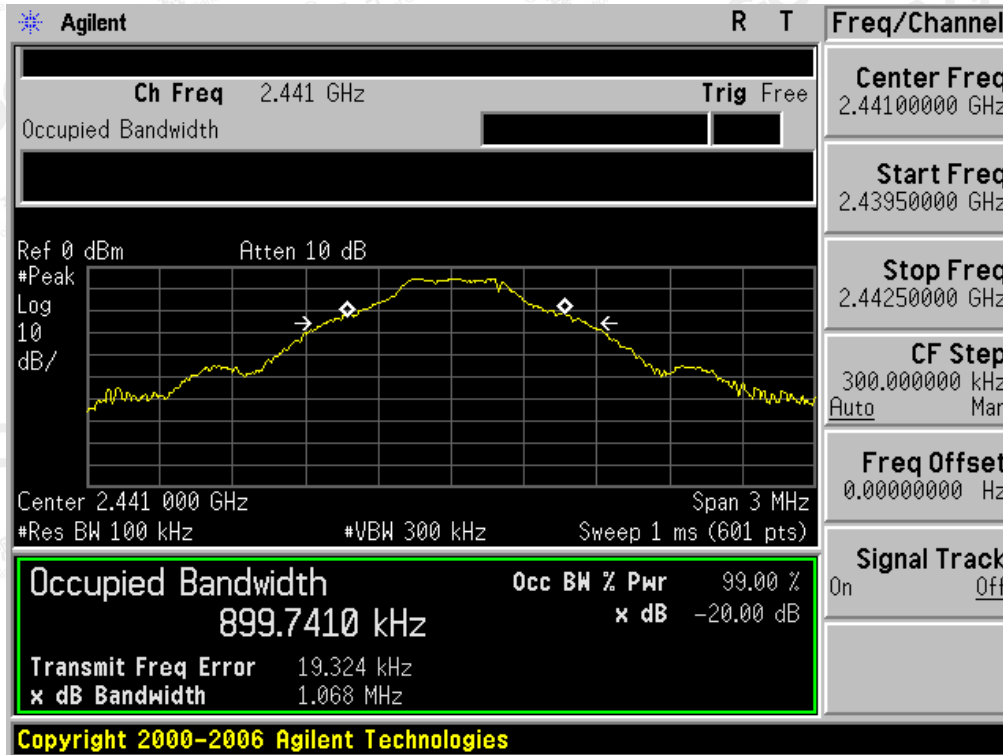 Agilent R T Freq/Channel
Ch Freq 2.441 GHz Trig Free
Occupied Bandwidth
Center Freq
2.44100000 GHz
Start Freq
2.43950000 GHz
Stop Freq
2.44250000 GHz
CF Step
300.000000 kHz
Auto Man
Freq Offset
0.00000000 Hz
Signal Track
On Off
Ref 0 dBm Atten 10 dB
#Peak
Log
10
dB/
Center 2.441 000 GHz Span 3 MHz
#Res BW 100 kHz #VBW 300 kHz Sweep 1 ms (601 pts)
Occupied Bandwidth Occ BW % Pwr 99.00 %
899.7410 kHz x dB -20.00 dB
Transmit Freq Error 19.324 kHz
x dB Bandwidth 1.068 MHz
Copyright 2000-2006 Agilent Technologies